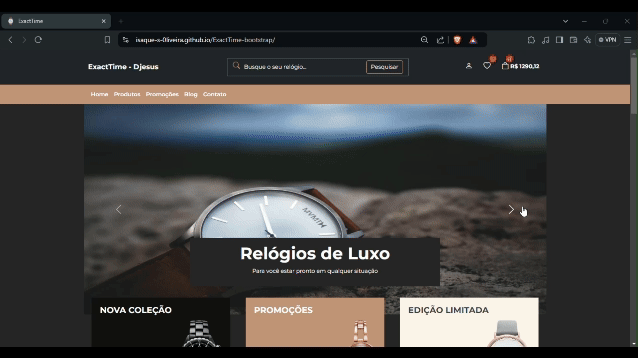 ExactTime
isaque-s-0liveira.github.io/ExactTime-bootstrap/
VPN
ExactTime - Djesus
Busque o seu relógio...
Pesquisar
R$ 1290,12
Home Produtos Promoções Blog Contato
MVMT
Relógios de Luxo
Para você estar pronto em qualquer situação
NOVA COLEÇÃO
PROMOÇÕES
EDIÇÃO LIMITADA